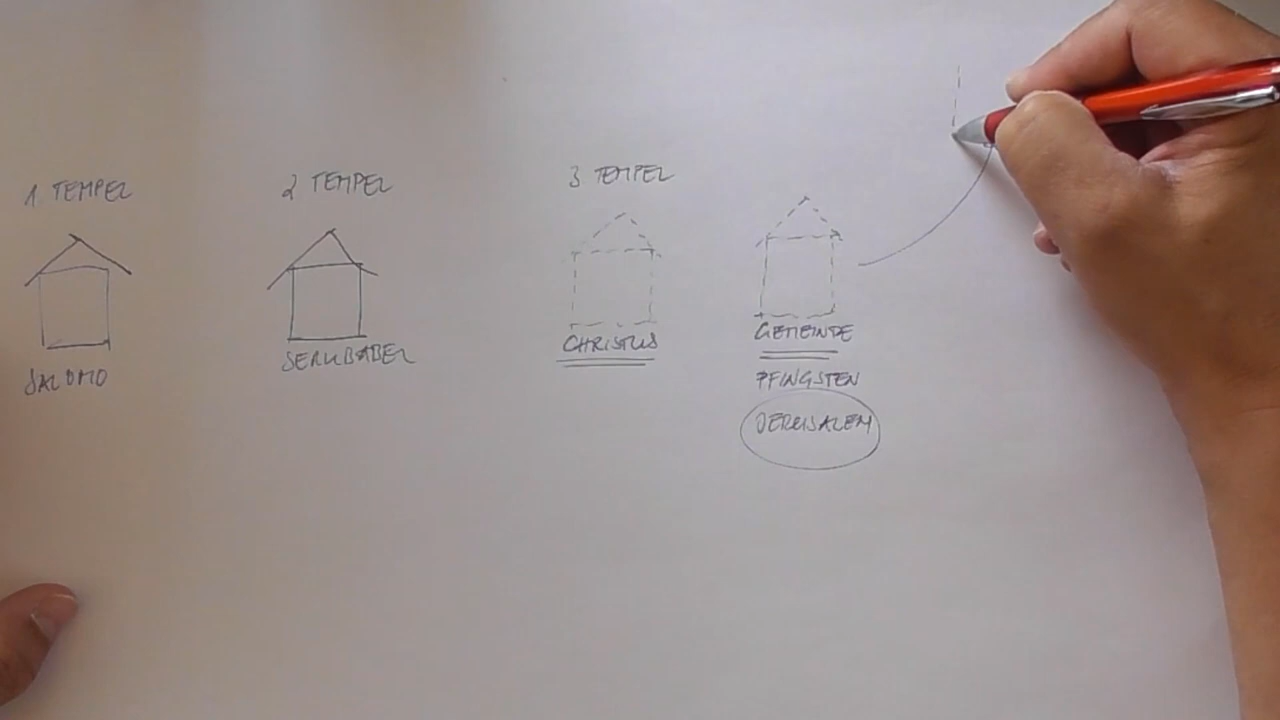 1 TEMPEL
SALOMO
2 TEMPEL
SERUBABEL
3 TEMPEL
CHRISTUS
GEMEINDE
PFINGSTEN
JERUSALEM